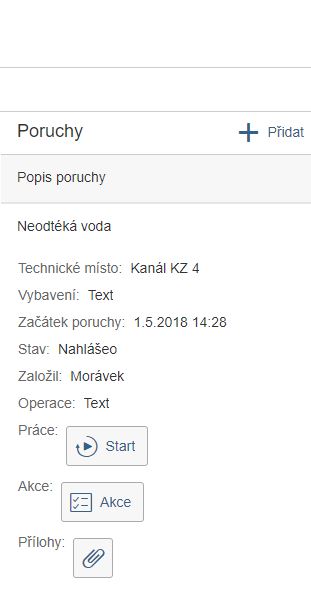 Poruchy
Přidat
Popis poruchy
Neodtéká voda
Technické místo: Kanál KZ 4
Vybavení: Text
Začátek poruchy: 1.5.2018 14:28
Stav: Nahlášeo
Založil: Morávek
Operace: Text
Práce: Start
Akce: Akce
Přílohy: